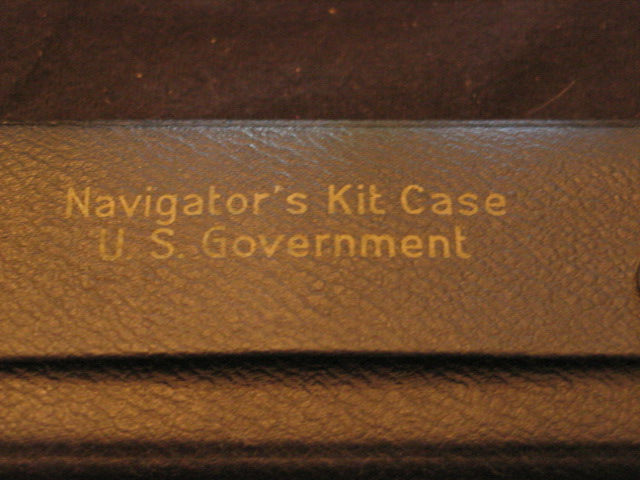 Navigator's Kit Case
U. S. Government